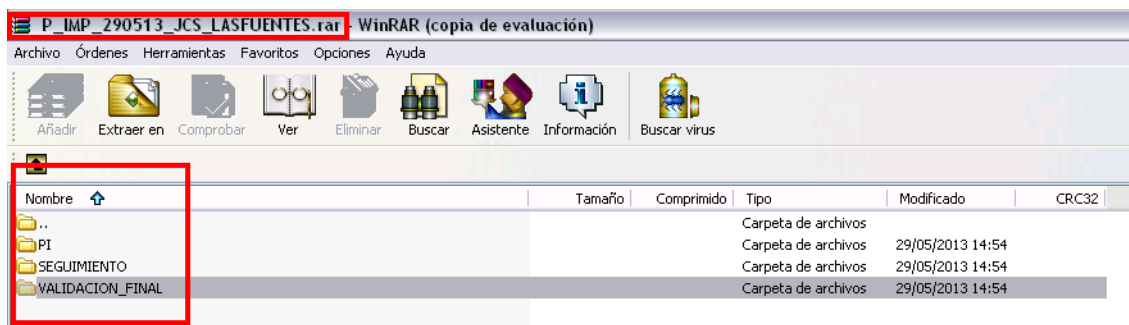 P_IMP_290513_JCS_LASFUENTES.rar - WinRAR (copia de evaluación)
Archivo Órdenes Herramientas Favoritos Opciones Ayuda
Añadir Extraer en Comprobar Ver Eliminar Buscar Asistente Información Buscar virus
Nombre Tamaño Comprimido Tipo Modificado CRC32
.. Carpeta de archivos
PI Carpeta de archivos 29/05/2013 14:54
SEGUIMIENTO Carpeta de archivos 29/05/2013 14:54
VALIDACION_FINAL Carpeta de archivos 29/05/2013 14:54